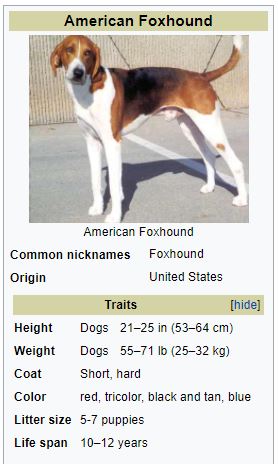 American Foxhound
American Foxhound
Common nicknames Foxhound
Origin United States
Traits [hide]
Height Dogs 21–25 in (53–64 cm)
Weight Dogs 55–71 lb (25–32 kg)
Coat Short, hard
Color red, tricolor, black and tan, blue
Litter size 5-7 puppies
Life span 10–12 years